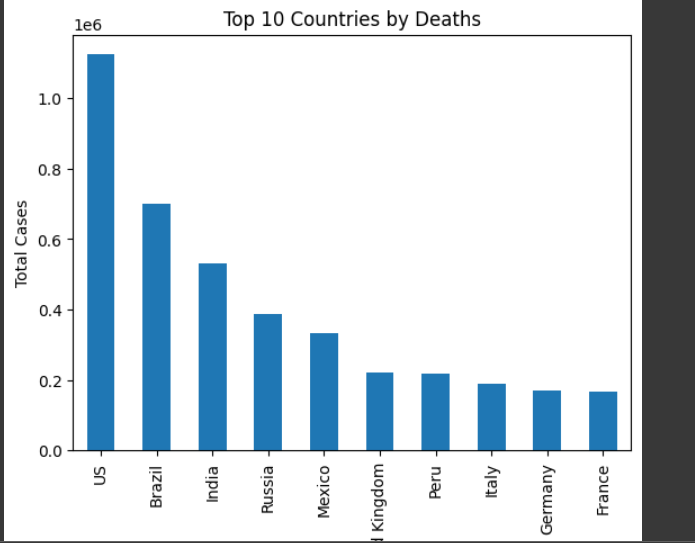 Top 10 Countries by Deaths
1e6
Total Cases
1.0
0.8
0.6
0.4
0.2
0.0
US
Brazil
India
Russia
Mexico
d Kingdom
Peru
Italy
Germany
France